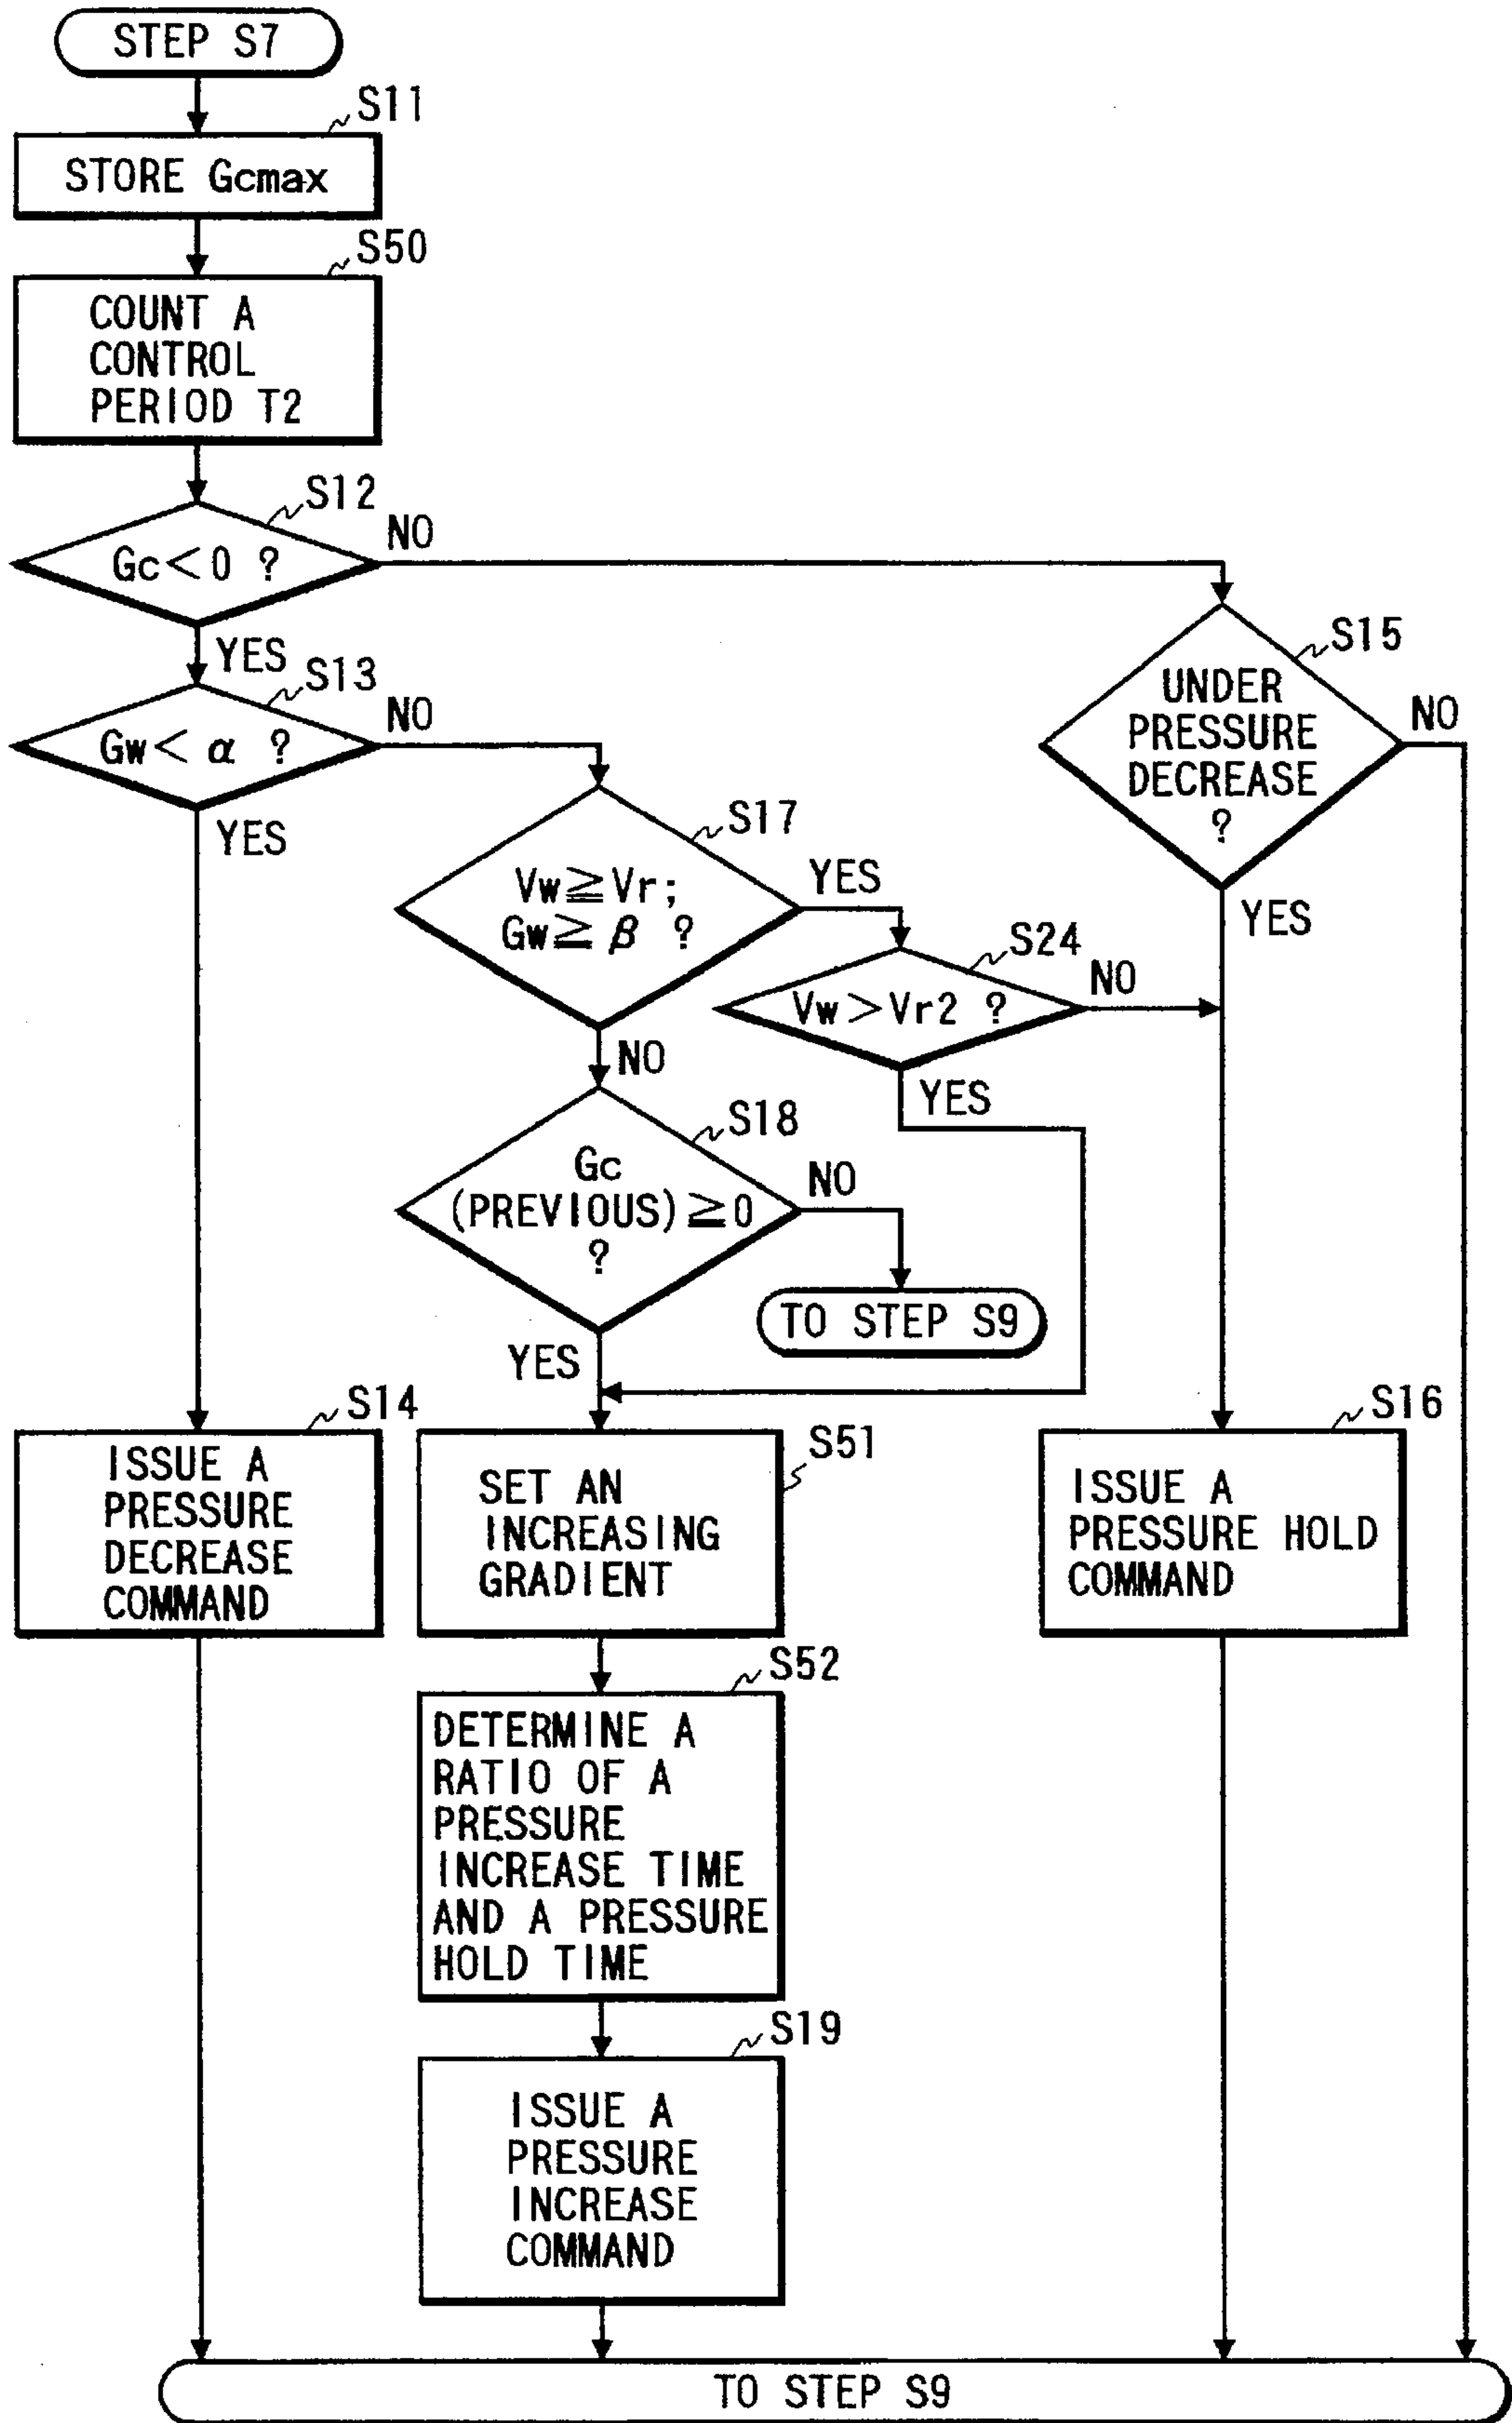 STEP S7
S11
STORE Gcmax
S50
COUNT A
CONTROL
PERIOD T2
S12
Gc<0 ?
NO
YES
S13
Gw< α ?
NO
YES
S15
UNDER
PRESSURE
DECREASE
?
NO
YES
S17
Vw≧Vr;
Gw≧ β ?
YES
NO
S24
Vw>Vr2 ?
NO
YES
S18
Gc
(PREVIOUS)≧0
?
NO
TO STEP S9
YES
S14
ISSUE A
PRESSURE
DECREASE
COMMAND
S51
SET AN
INCREASING
GRADIENT
S16
ISSUE A
PRESSURE HOLD
COMMAND
S52
DETERMINE A
RATIO OF A
PRESSURE
INCREASE TIME
AND A PRESSURE
HOLD TIME
S19
ISSUE A
PRESSURE
INCREASE
COMMAND
TO STEP S9